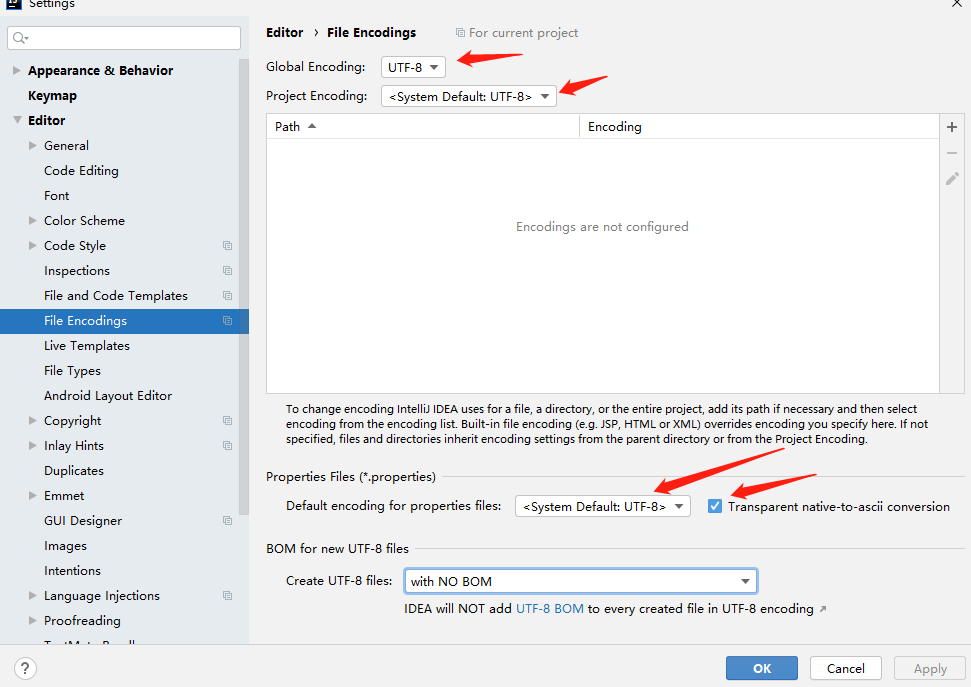 Settings
Appearance & Behavior
Keymap
Editor
General
Code Editing
Font
Color Scheme
Code Style
Inspections
File and Code Templates
File Encodings
Live Templates
File Types
Android Layout Editor
Copyright
Inlay Hints
Duplicates
Emmet
GUI Designer
Images
Intentions
Language Injections
Proofreading
Editor › File Encodings For current project
Global Encoding: UTF-8
Project Encoding: <System Default: UTF-8>
Path Encoding
Encodings are not configured
To change encoding IntelliJ IDEA uses for a file, a directory, or the entire project, add its path if necessary and then select
encoding from the encoding list. Built-in file encoding (e.g. JSP, HTML or XML) overrides encoding you specify here. If not
specified, files and directories inherit encoding settings from the parent directory or from the Project Encoding.
Properties Files (*.properties)
Default encoding for properties files: <System Default: UTF-8> Transparent native-to-ascii conversion
BOM for new UTF-8 files
Create UTF-8 files: with NO BOM
IDEA will NOT add UTF-8 BOM to every created file in UTF-8 encoding ↗
? OK Cancel Apply